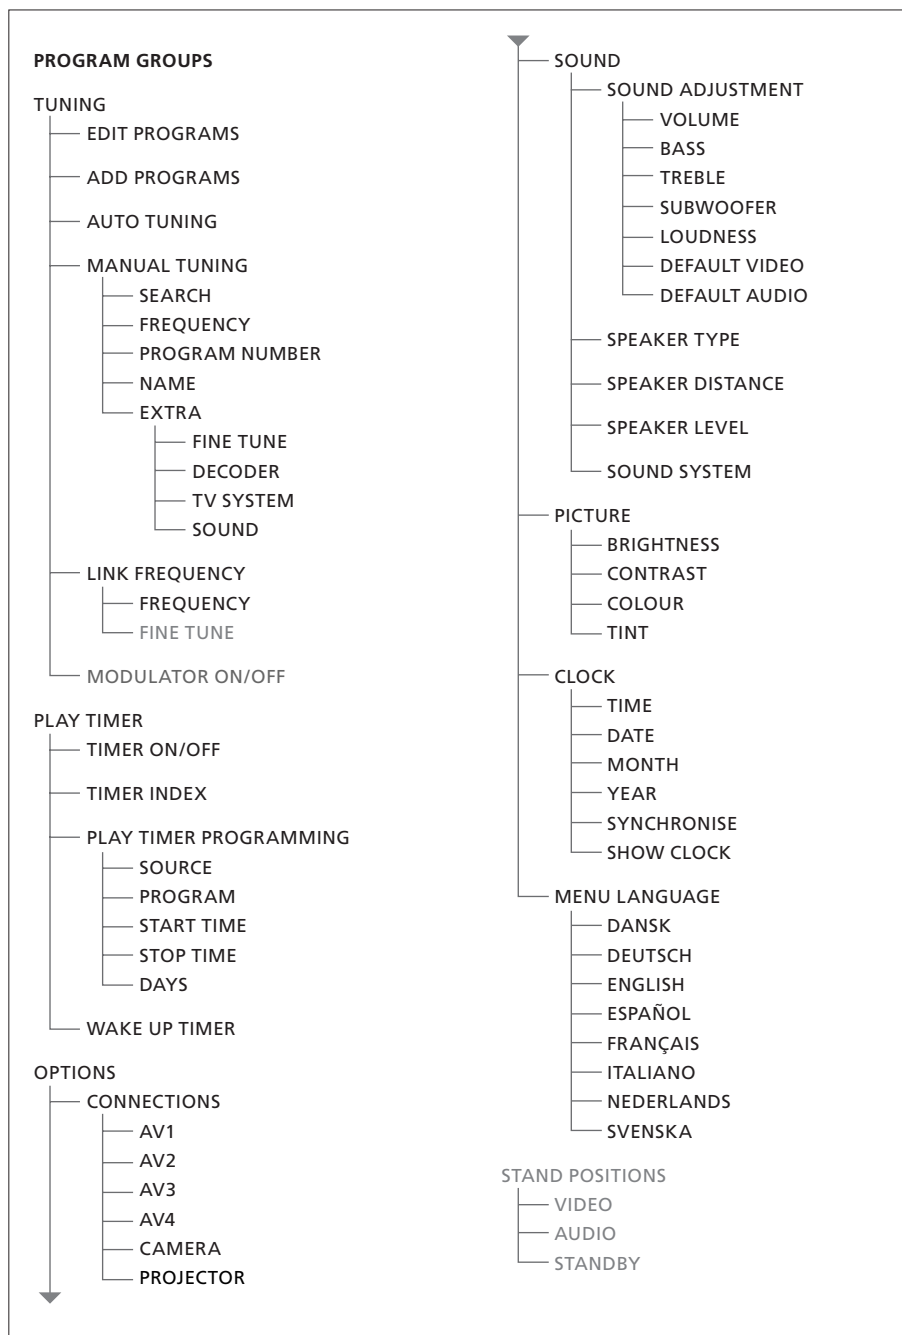 PROGRAM GROUPS
TUNING
EDIT PROGRAMS
ADD PROGRAMS
AUTO TUNING
MANUAL TUNING
SEARCH
FREQUENCY
PROGRAM NUMBER
NAME
EXTRA
FINE TUNE
DECODER
TV SYSTEM
SOUND
LINK FREQUENCY
FREQUENCY
FINE TUNE
MODULATOR ON/OFF
PLAY TIMER
TIMER ON/OFF
TIMER INDEX
PLAY TIMER PROGRAMMING
SOURCE
PROGRAM
START TIME
STOP TIME
DAYS
WAKE UP TIMER
OPTIONS
CONNECTIONS
AV1
AV2
AV3
AV4
CAMERA
PROJECTOR
SOUND
SOUND ADJUSTMENT
VOLUME
BASS
TREBLE
SUBWOOFER
LOUDNESS
DEFAULT VIDEO
DEFAULT AUDIO
SPEAKER TYPE
SPEAKER DISTANCE
SPEAKER LEVEL
SOUND SYSTEM
PICTURE
BRIGHTNESS
CONTRAST
COLOUR
TINT
CLOCK
TIME
DATE
MONTH
YEAR
SYNCHRONISE
SHOW CLOCK
MENU LANGUAGE
DANSK
DEUTSCH
ENGLISH
ESPAÑOL
FRANÇAIS
ITALIANO
NEDERLANDS
SVENSKA
STAND POSITIONS
VIDEO
AUDIO
STANDBY